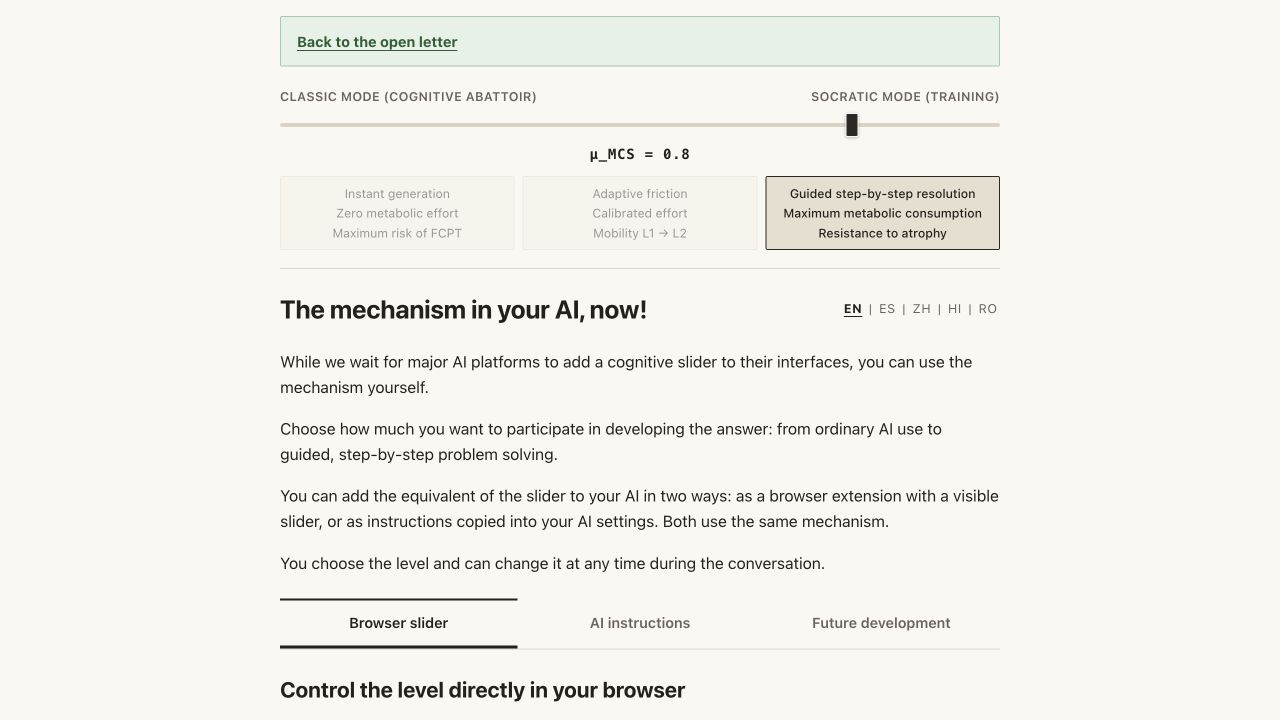 Back to the open letter
CLASSIC MODE (COGNITIVE ABATTOIR)
SOCRATIC MODE (TRAINING)
μ_MCS = 0.8
Instant generation
Zero metabolic effort
Maximum risk of FCPT
Adaptive friction
Calibrated effort
Mobility L1 → L2
Guided step-by-step resolution
Maximum metabolic consumption
Resistance to atrophy
The mechanism in your AI, now!
EN | ES | ZH | HI | RO
While we wait for major AI platforms to add a cognitive slider to their interfaces, you can use the
mechanism yourself.
Choose how much you want to participate in developing the answer: from ordinary AI use to
guided, step-by-step problem solving.
You can add the equivalent of the slider to your AI in two ways: as a browser extension with a visible
slider, or as instructions copied into your AI settings. Both use the same mechanism.
You choose the level and can change it at any time during the conversation.
Browser slider
AI instructions
Future development
Control the level directly in your browser